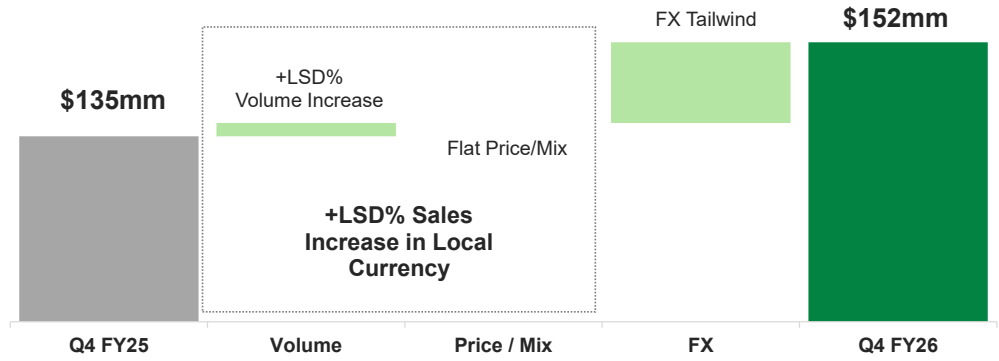 $135mm
+LSD%
Volume Increase
Flat Price/Mix
+LSD% Sales
Increase in Local
Currency
FX Tailwind
$152mm
Q4 FY25
Volume
Price / Mix
FX
Q4 FY26